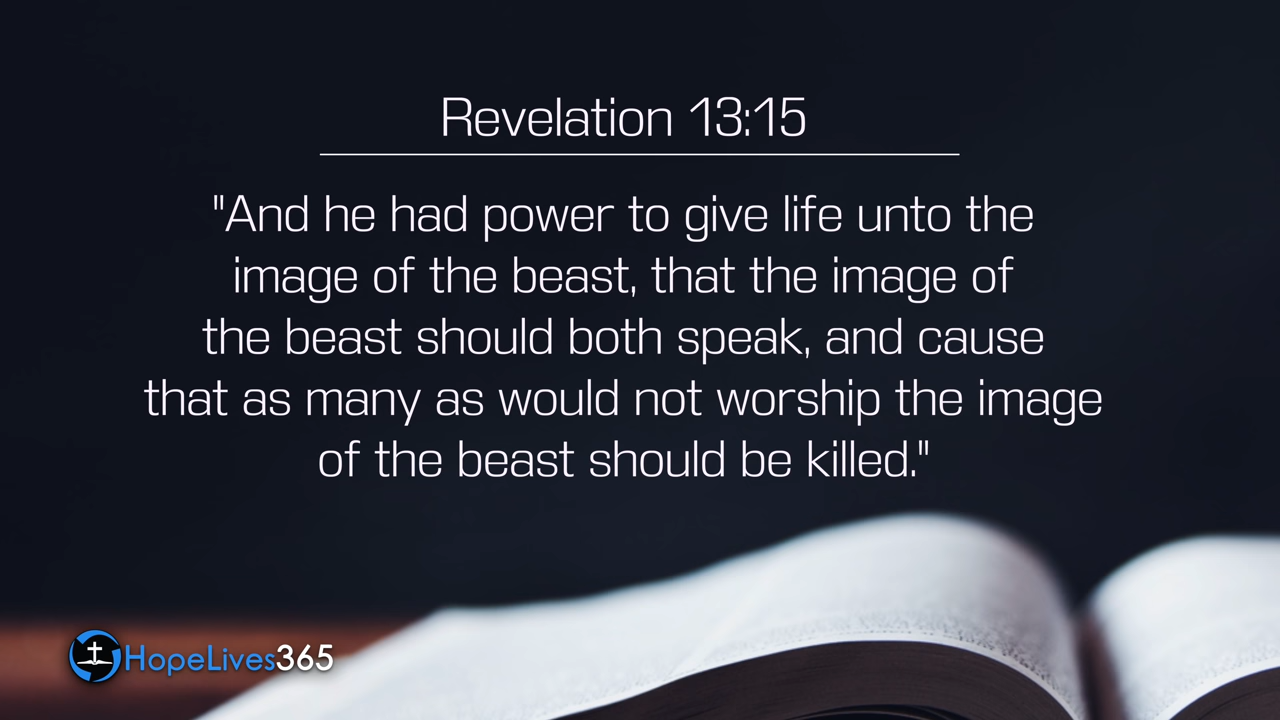 Revelation 13:15
"And he had power to give life unto the
image of the beast, that the image of
the beast should both speak, and cause
that as many as would not worship the image
of the beast should be killed."
HopeLives365